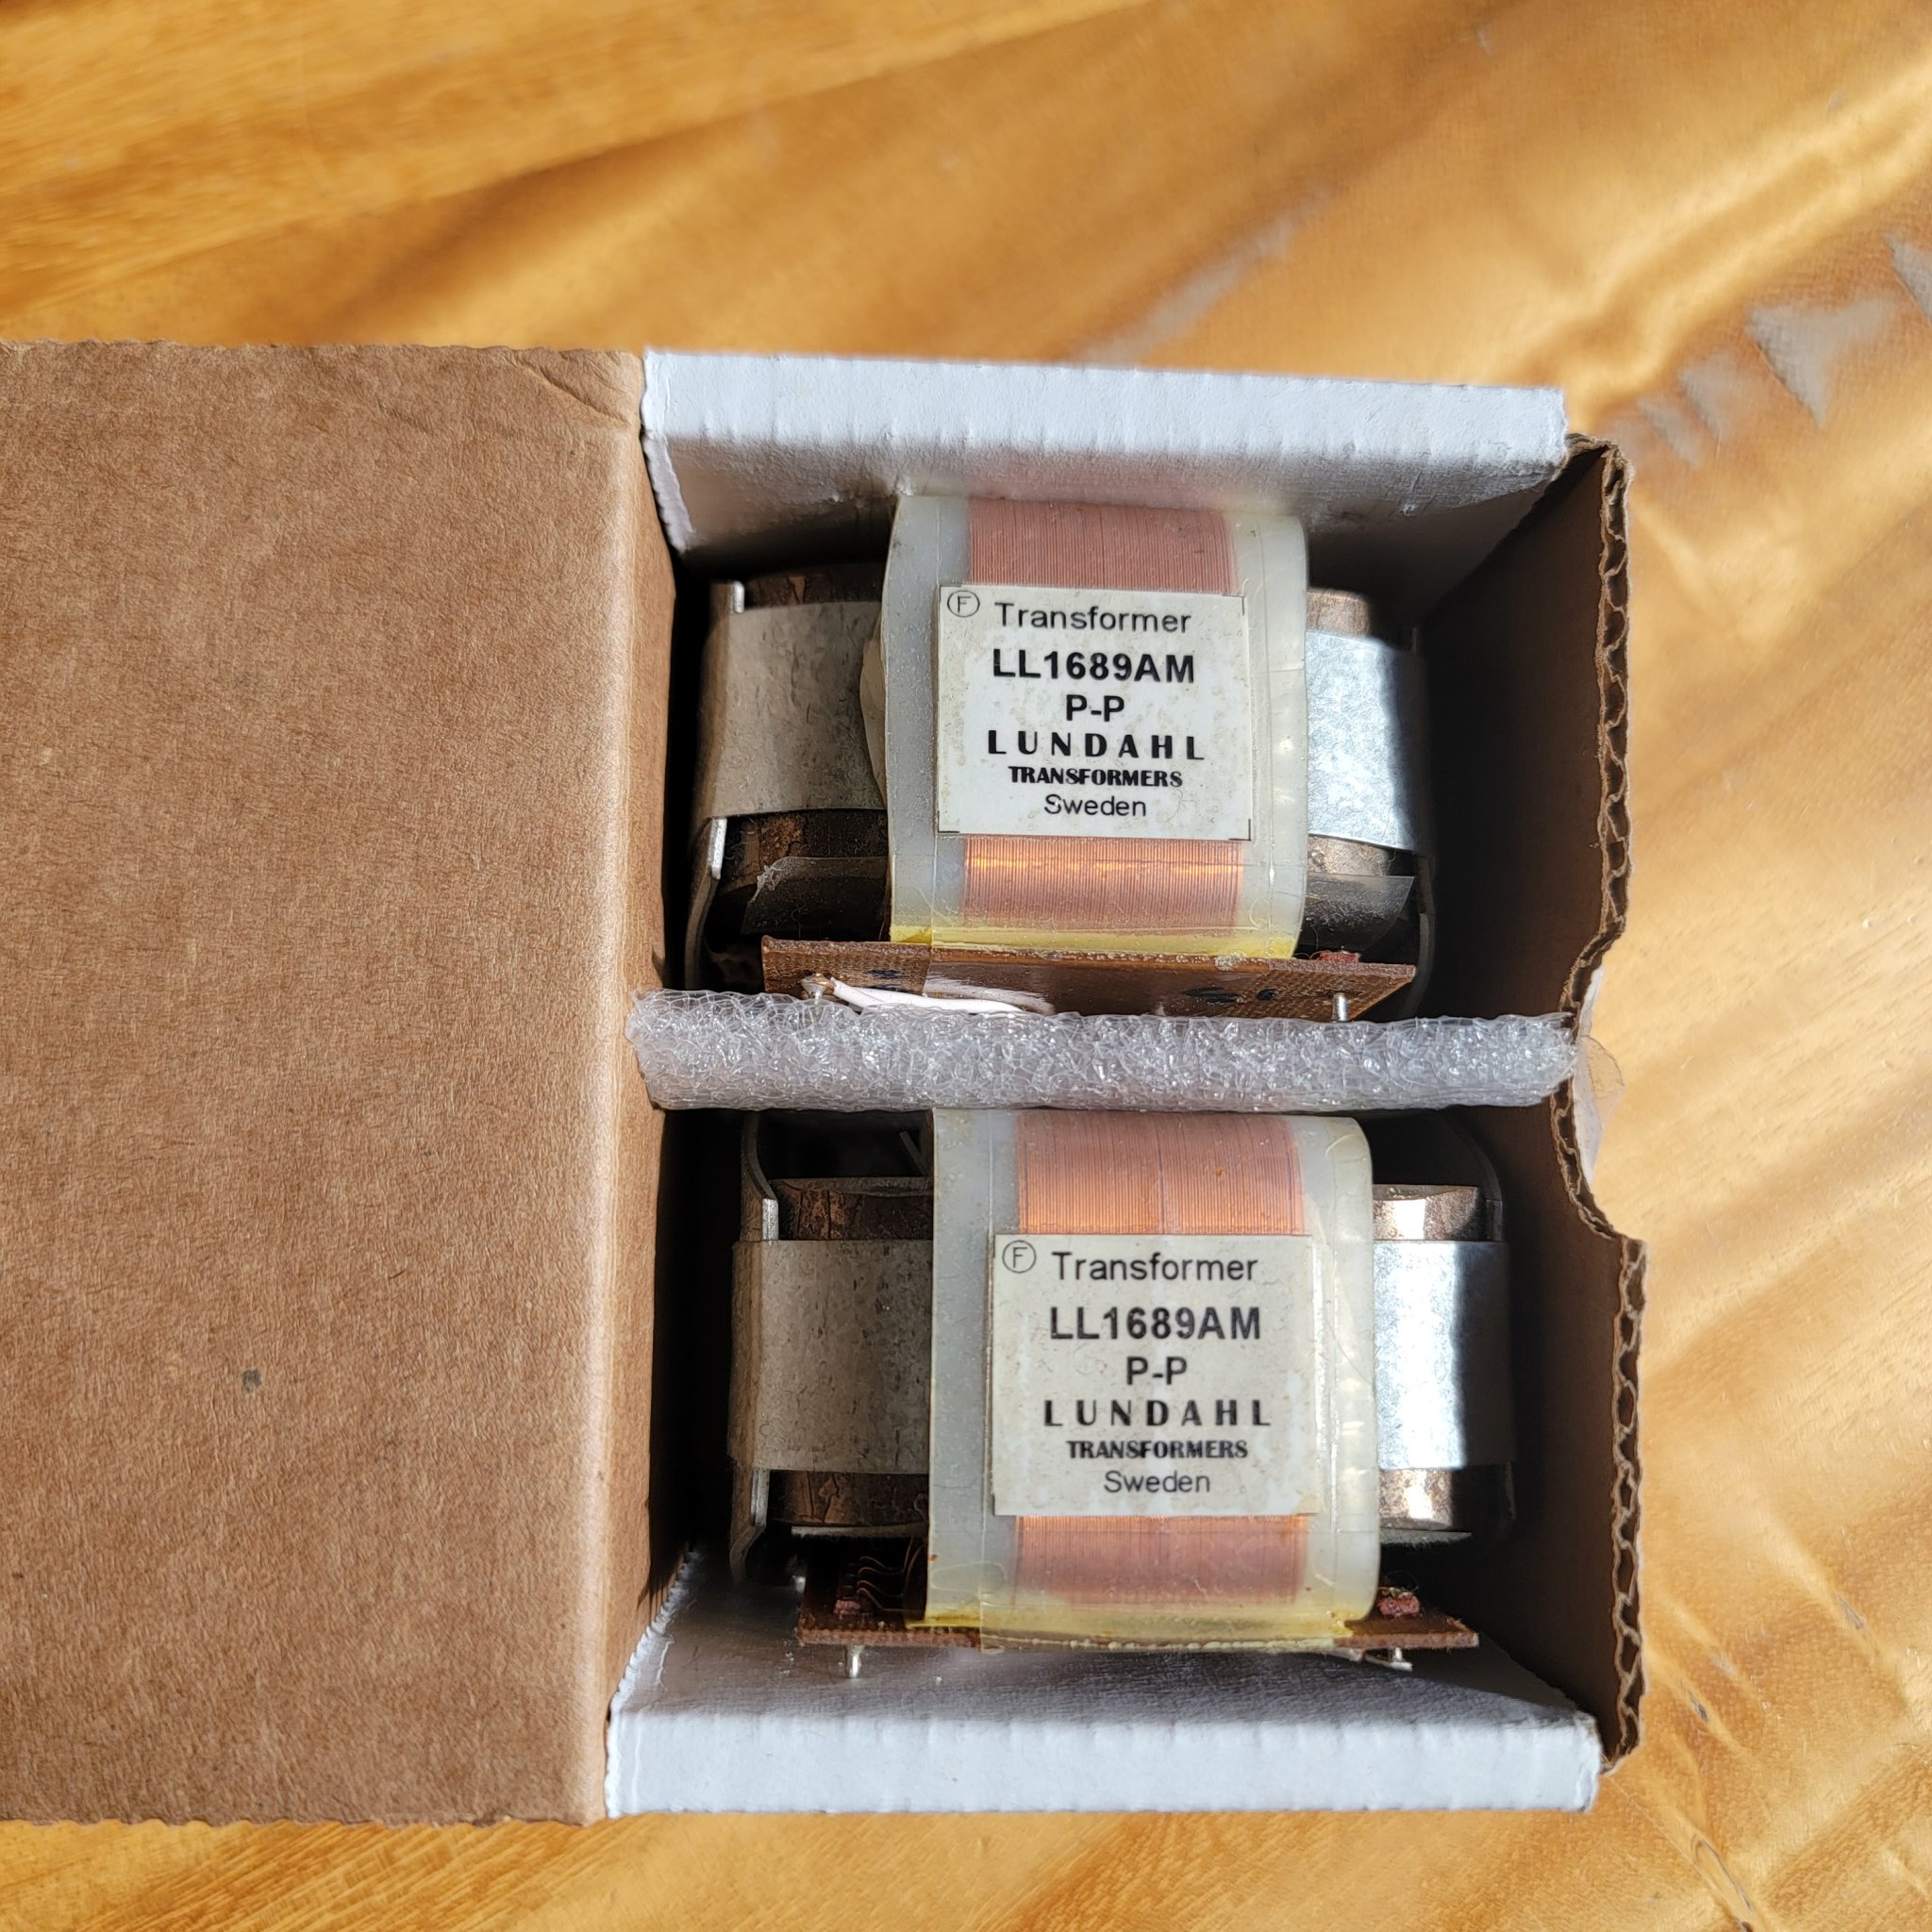 Ⓕ Transformer
LL1689AM
P-P
LUNDAHL
TRANSFORMERS
Sweden
Ⓕ Transformer
LL1689AM
P-P
LUNDAHL
TRANSFORMERS
Sweden